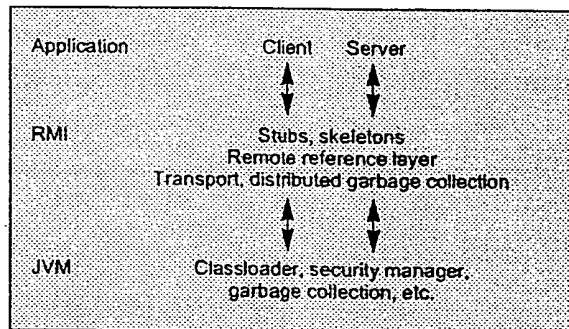 Application Client Server
RMI Stubs, skeletons
Remote reference layer
Transport, distributed garbage collection
JVM Classloader, security manager,
garbage collection, etc.